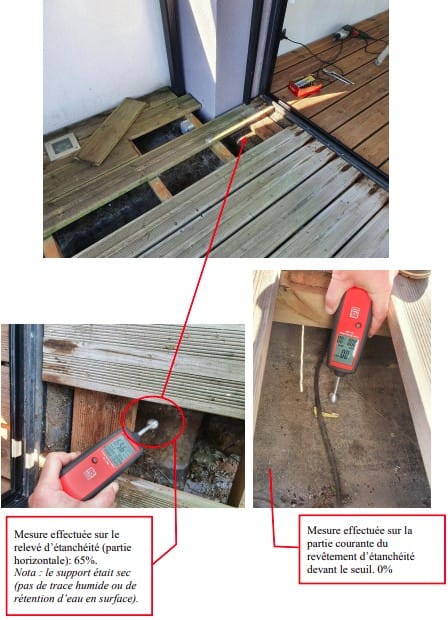 Mesure effectuée sur le
relevé d'étanchéité (partie
horizontale): 65%.
Nota : le support était sec
(pas de trace humide ou de
rétention d'eau en surface).
Mesure effectuée sur la
partie courante du
revêtement d'étanchéité
devant le seuil. 0%